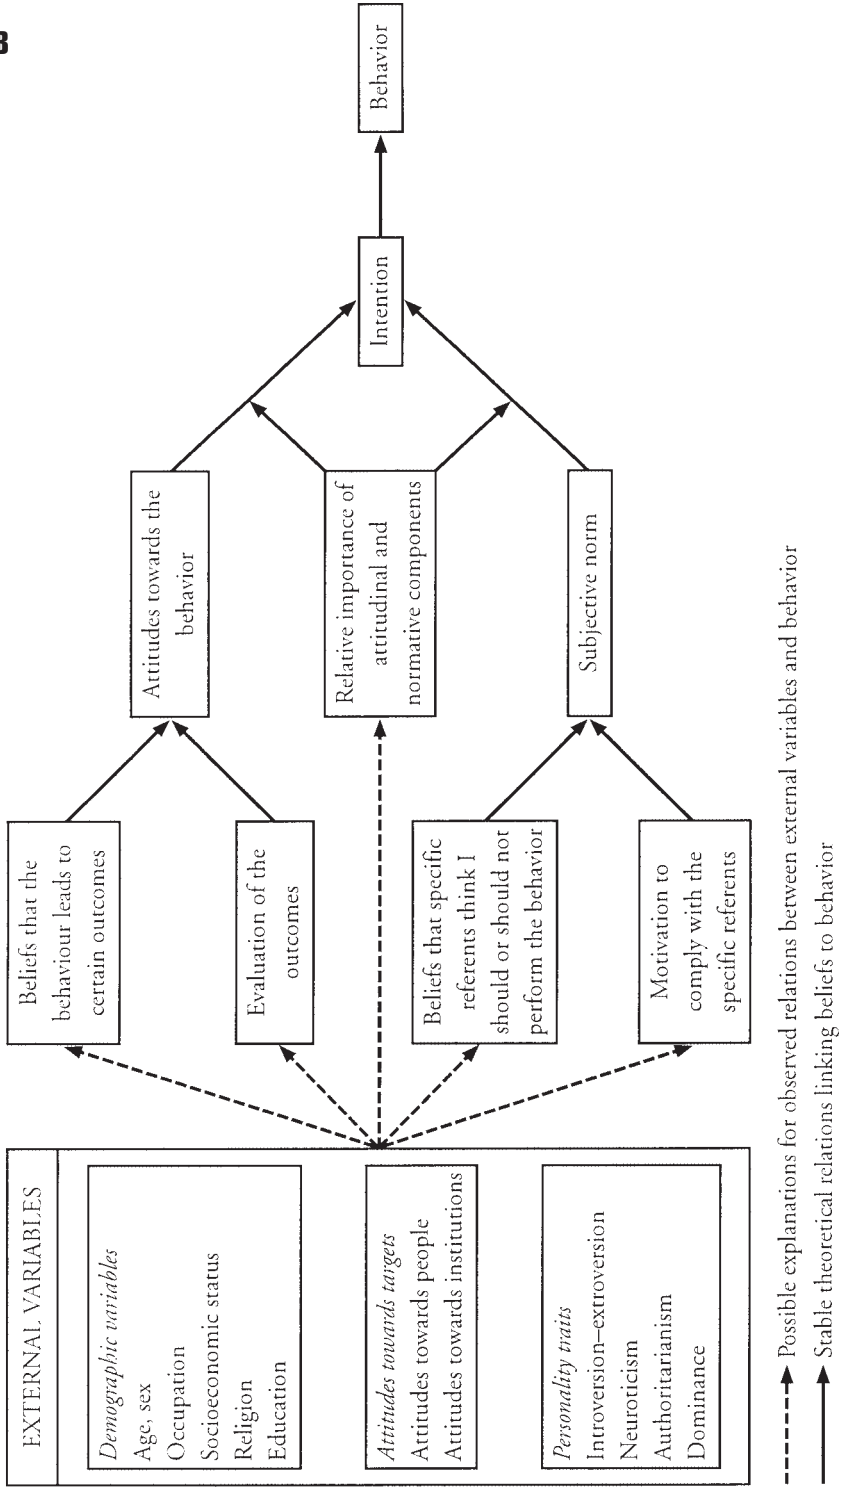 3
EXTERNAL VARIABLES
Demographic variables
Age, sex
Occupation
Socioeconomic status
Religion
Education
Attitudes towards targets
Attitudes towards people
Attitudes towards institutions
Personality traits
Introversion–extroversion
Neuroticism
Authoritarianism
Dominance
Beliefs that the
behaviour leads to
certain outcomes
Evaluation of the
outcomes
Beliefs that specific
referents think I
should or should not
perform the behavior
Motivation to
comply with the
specific referents
Attitudes towards the
behavior
Relative importance of
attitudinal and
normative components
Subjective norm
Intention
Behavior
Possible explanations for observed relations between external variables and behavior
Stable theoretical relations linking beliefs to behavior